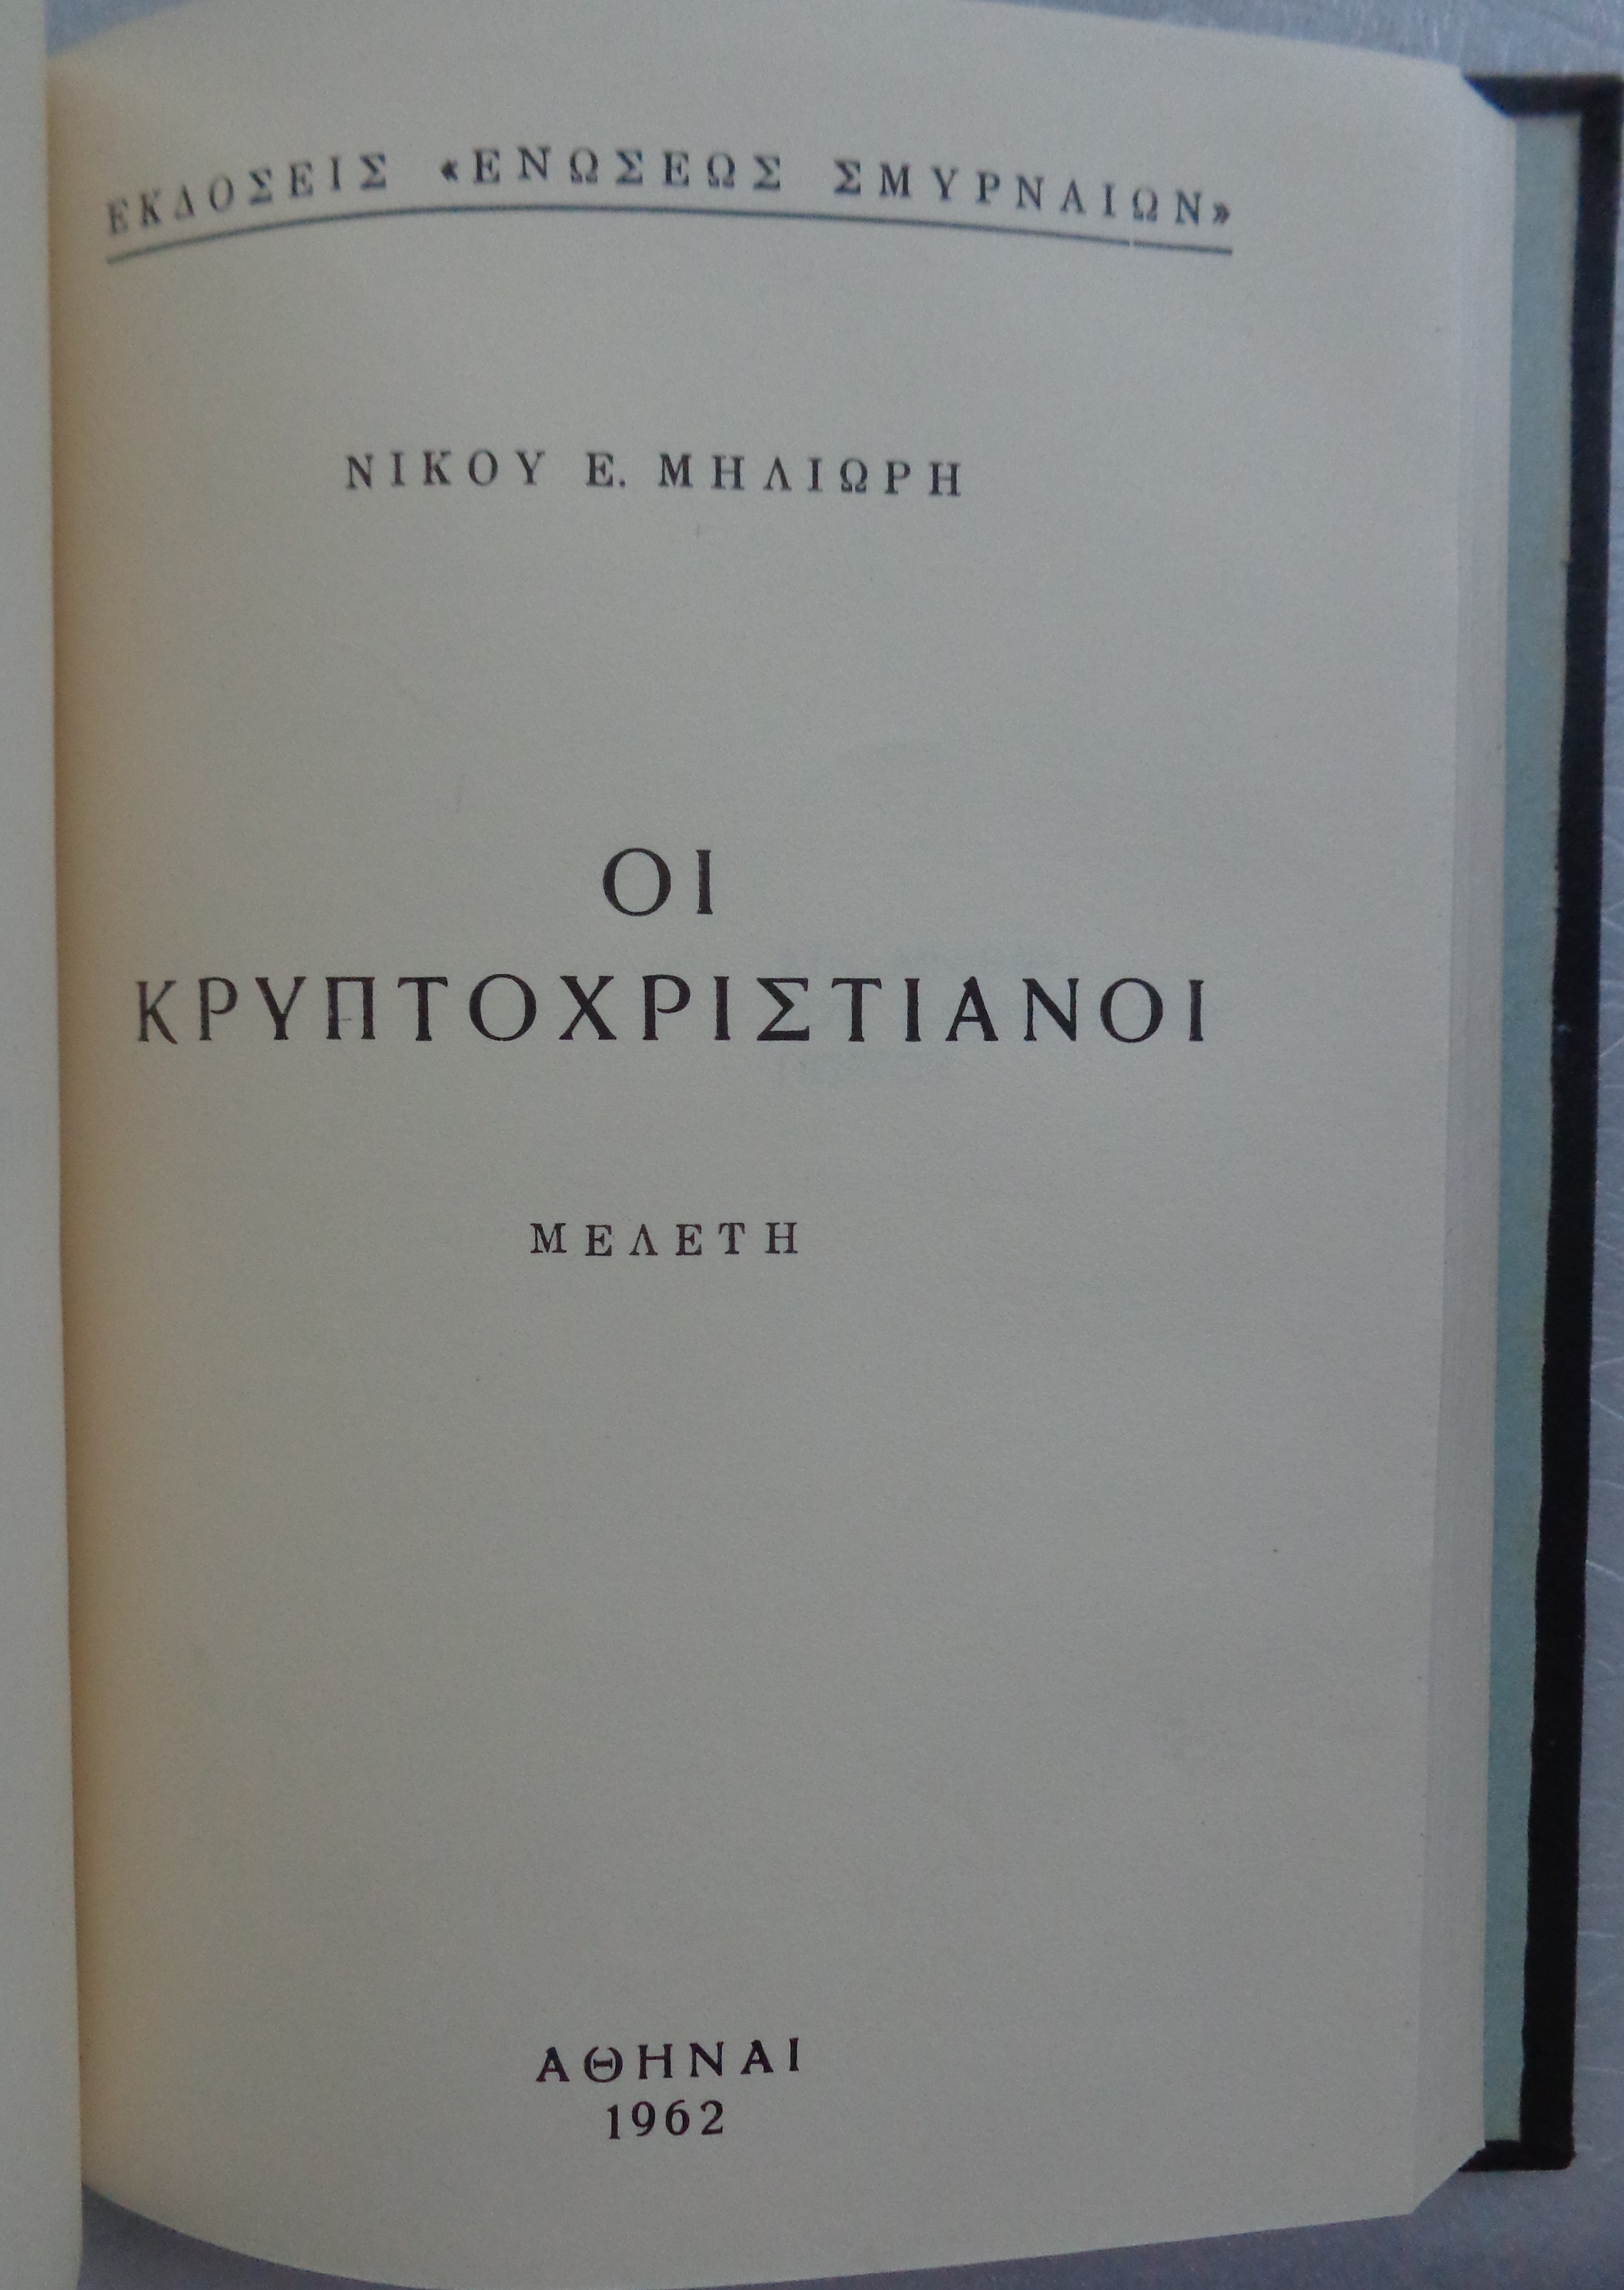 ΕΚΔΟΣΕΙΣ «ΕΝΩΣΕΩΣ ΣΜΥΡΝΑΙΩΝ»
ΝΙΚΟΥ Ε. ΜΗΛΙΩΡΗ
ΟΙ
ΚΡΥΠΤΟΧΡΙΣΤΙΑΝΟΙ
ΜΕΛΕΤΗ
ΑΘΗΝΑΙ
1962